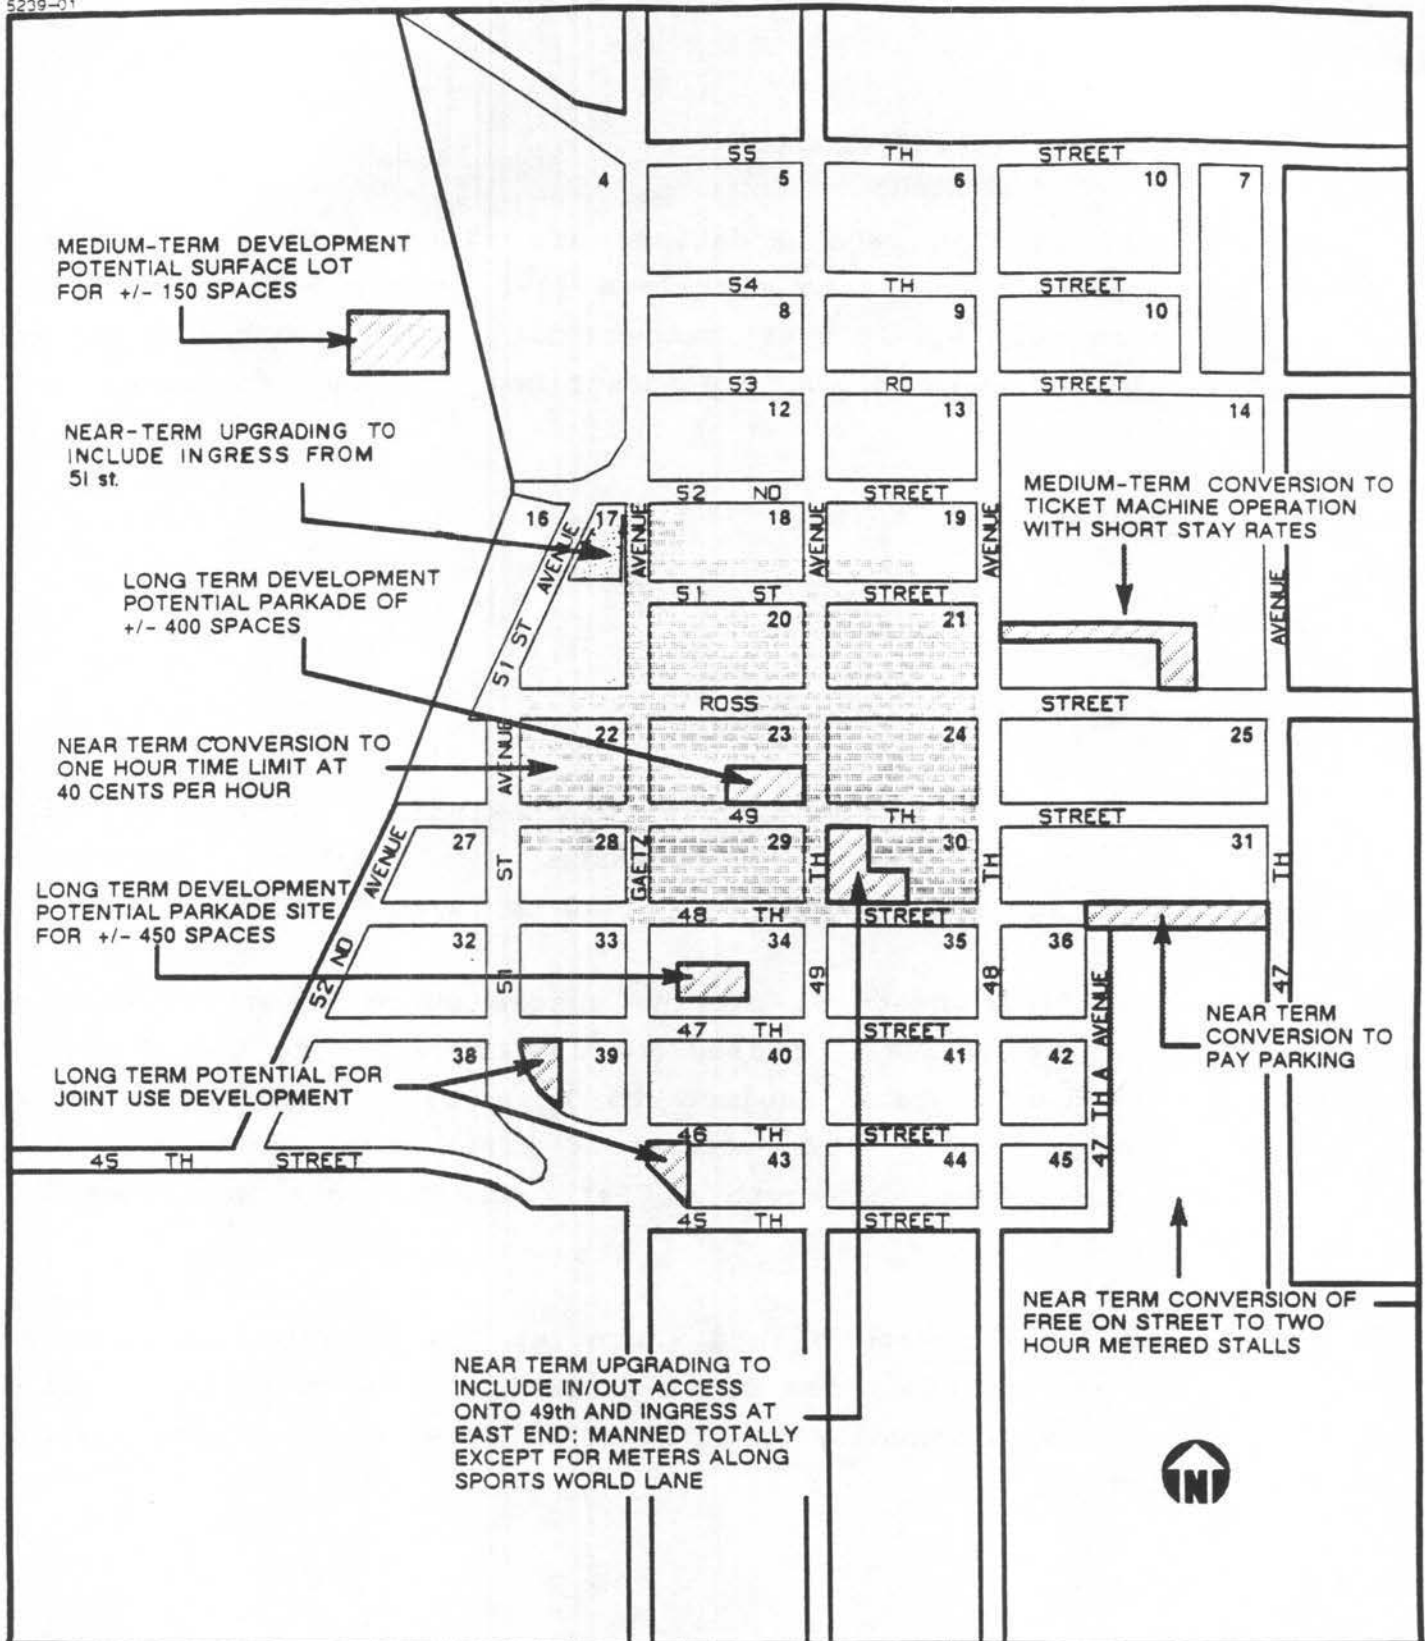 5239-01
55 TH STREET
4 5 6 10 7
MEDIUM-TERM DEVELOPMENT
POTENTIAL SURFACE LOT
FOR +/- 150 SPACES
54 TH STREET
8 9 10
53 RD STREET
12 13 14
NEAR-TERM UPGRADING TO
INCLUDE INGRESS FROM
51 st.
MEDIUM-TERM CONVERSION TO
TICKET MACHINE OPERATION
WITH SHORT STAY RATES
52 ND STREET
16 17 18 19
AVENUE
AVENUE
AVENUE
AVENUE
51 ST AVENUE
LONG TERM DEVELOPMENT
POTENTIAL PARKADE OF
+/- 400 SPACES
51 ST STREET
20 21
ROSS STREET
22 23 24 25
NEAR TERM CONVERSION TO
ONE HOUR TIME LIMIT AT
40 CENTS PER HOUR
49 TH STREET
27 28 29 30 31
51 ST AVENUE
GAETZ
49 TH
48 TH
47 TH
52 ND AVENUE
LONG TERM DEVELOPMENT
POTENTIAL PARKADE SITE
FOR +/- 450 SPACES
48 TH STREET
32 33 34 35 36
47 TH A AVENUE
NEAR TERM
CONVERSION TO
PAY PARKING
47 TH STREET
38 39 40 41 42
LONG TERM POTENTIAL FOR
JOINT USE DEVELOPMENT
46 TH STREET
43 44 45
45 TH STREET
45 TH STREET
NEAR TERM CONVERSION OF
FREE ON STREET TO TWO
HOUR METERED STALLS
NEAR TERM UPGRADING TO
INCLUDE IN/OUT ACCESS
ONTO 49th AND INGRESS AT
EAST END: MANNED TOTALLY
EXCEPT FOR METERS ALONG
SPORTS WORLD LANE
N